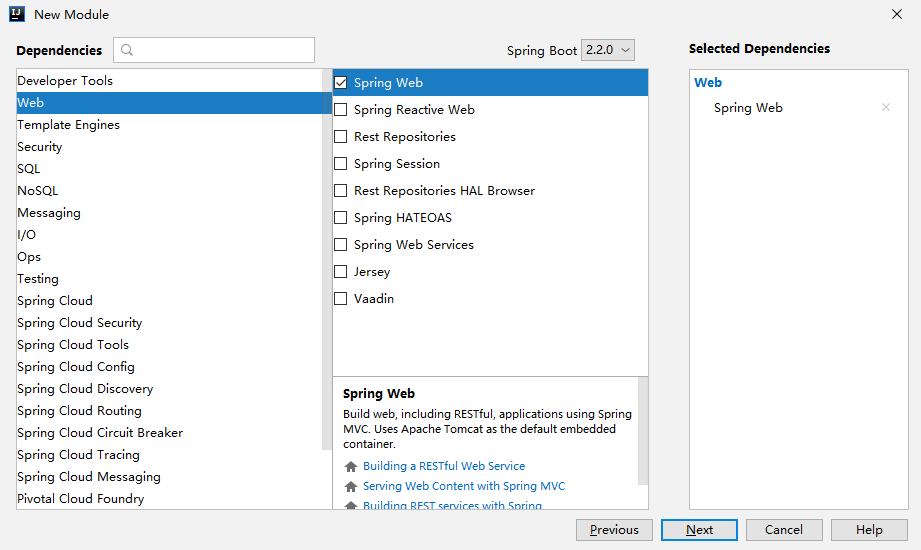 New Module
Dependencies
Spring Boot 2.2.0
Selected Dependencies
Developer Tools
Web
Template Engines
Security
SQL
NoSQL
Messaging
I/O
Ops
Testing
Spring Cloud
Spring Cloud Security
Spring Cloud Tools
Spring Cloud Config
Spring Cloud Discovery
Spring Cloud Routing
Spring Cloud Circuit Breaker
Spring Cloud Tracing
Spring Cloud Messaging
Pivotal Cloud Foundry
Spring Web
Spring Reactive Web
Rest Repositories
Spring Session
Rest Repositories HAL Browser
Spring HATEOAS
Spring Web Services
Jersey
Vaadin
Spring Web
Build web, including RESTful, applications using Spring
MVC. Uses Apache Tomcat as the default embedded
container.
Building a RESTful Web Service
Serving Web Content with Spring MVC
Building REST services with Spring
Web
Spring Web
Previous
Next
Cancel
Help